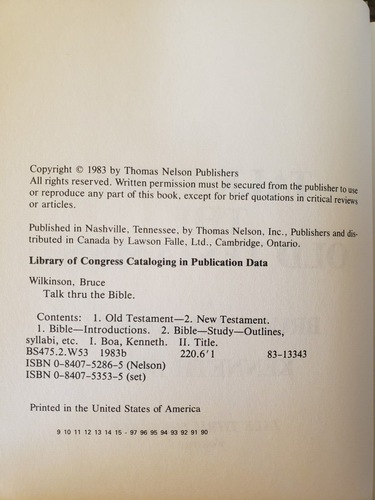 Copyright © 1983 by Thomas Nelson Publishers
All rights reserved. Written permission must be secured from the publisher to use
or reproduce any part of this book, except for brief quotations in critical reviews
or articles.
Published in Nashville, Tennessee, by Thomas Nelson, Inc., Publishers and dis-
tributed in Canada by Lawson Falle, Ltd., Cambridge, Ontario.
Library of Congress Cataloging in Publication Data
Wilkinson, Bruce
Talk thru the Bible.
Contents: 1. Old Testament—2. New Testament.
1. Bible—Introductions. 2. Bible—Study—Outlines,
syllabi, etc. I. Boa, Kenneth. II. Title.
BS475.2.W53 1983b 220.6'1 83-13343
ISBN 0-8407-5286-5 (Nelson)
ISBN 0-8407-5353-5 (set)
Printed in the United States of America
9 10 11 12 13 14 15 - 97 96 95 94 93 92 91 90